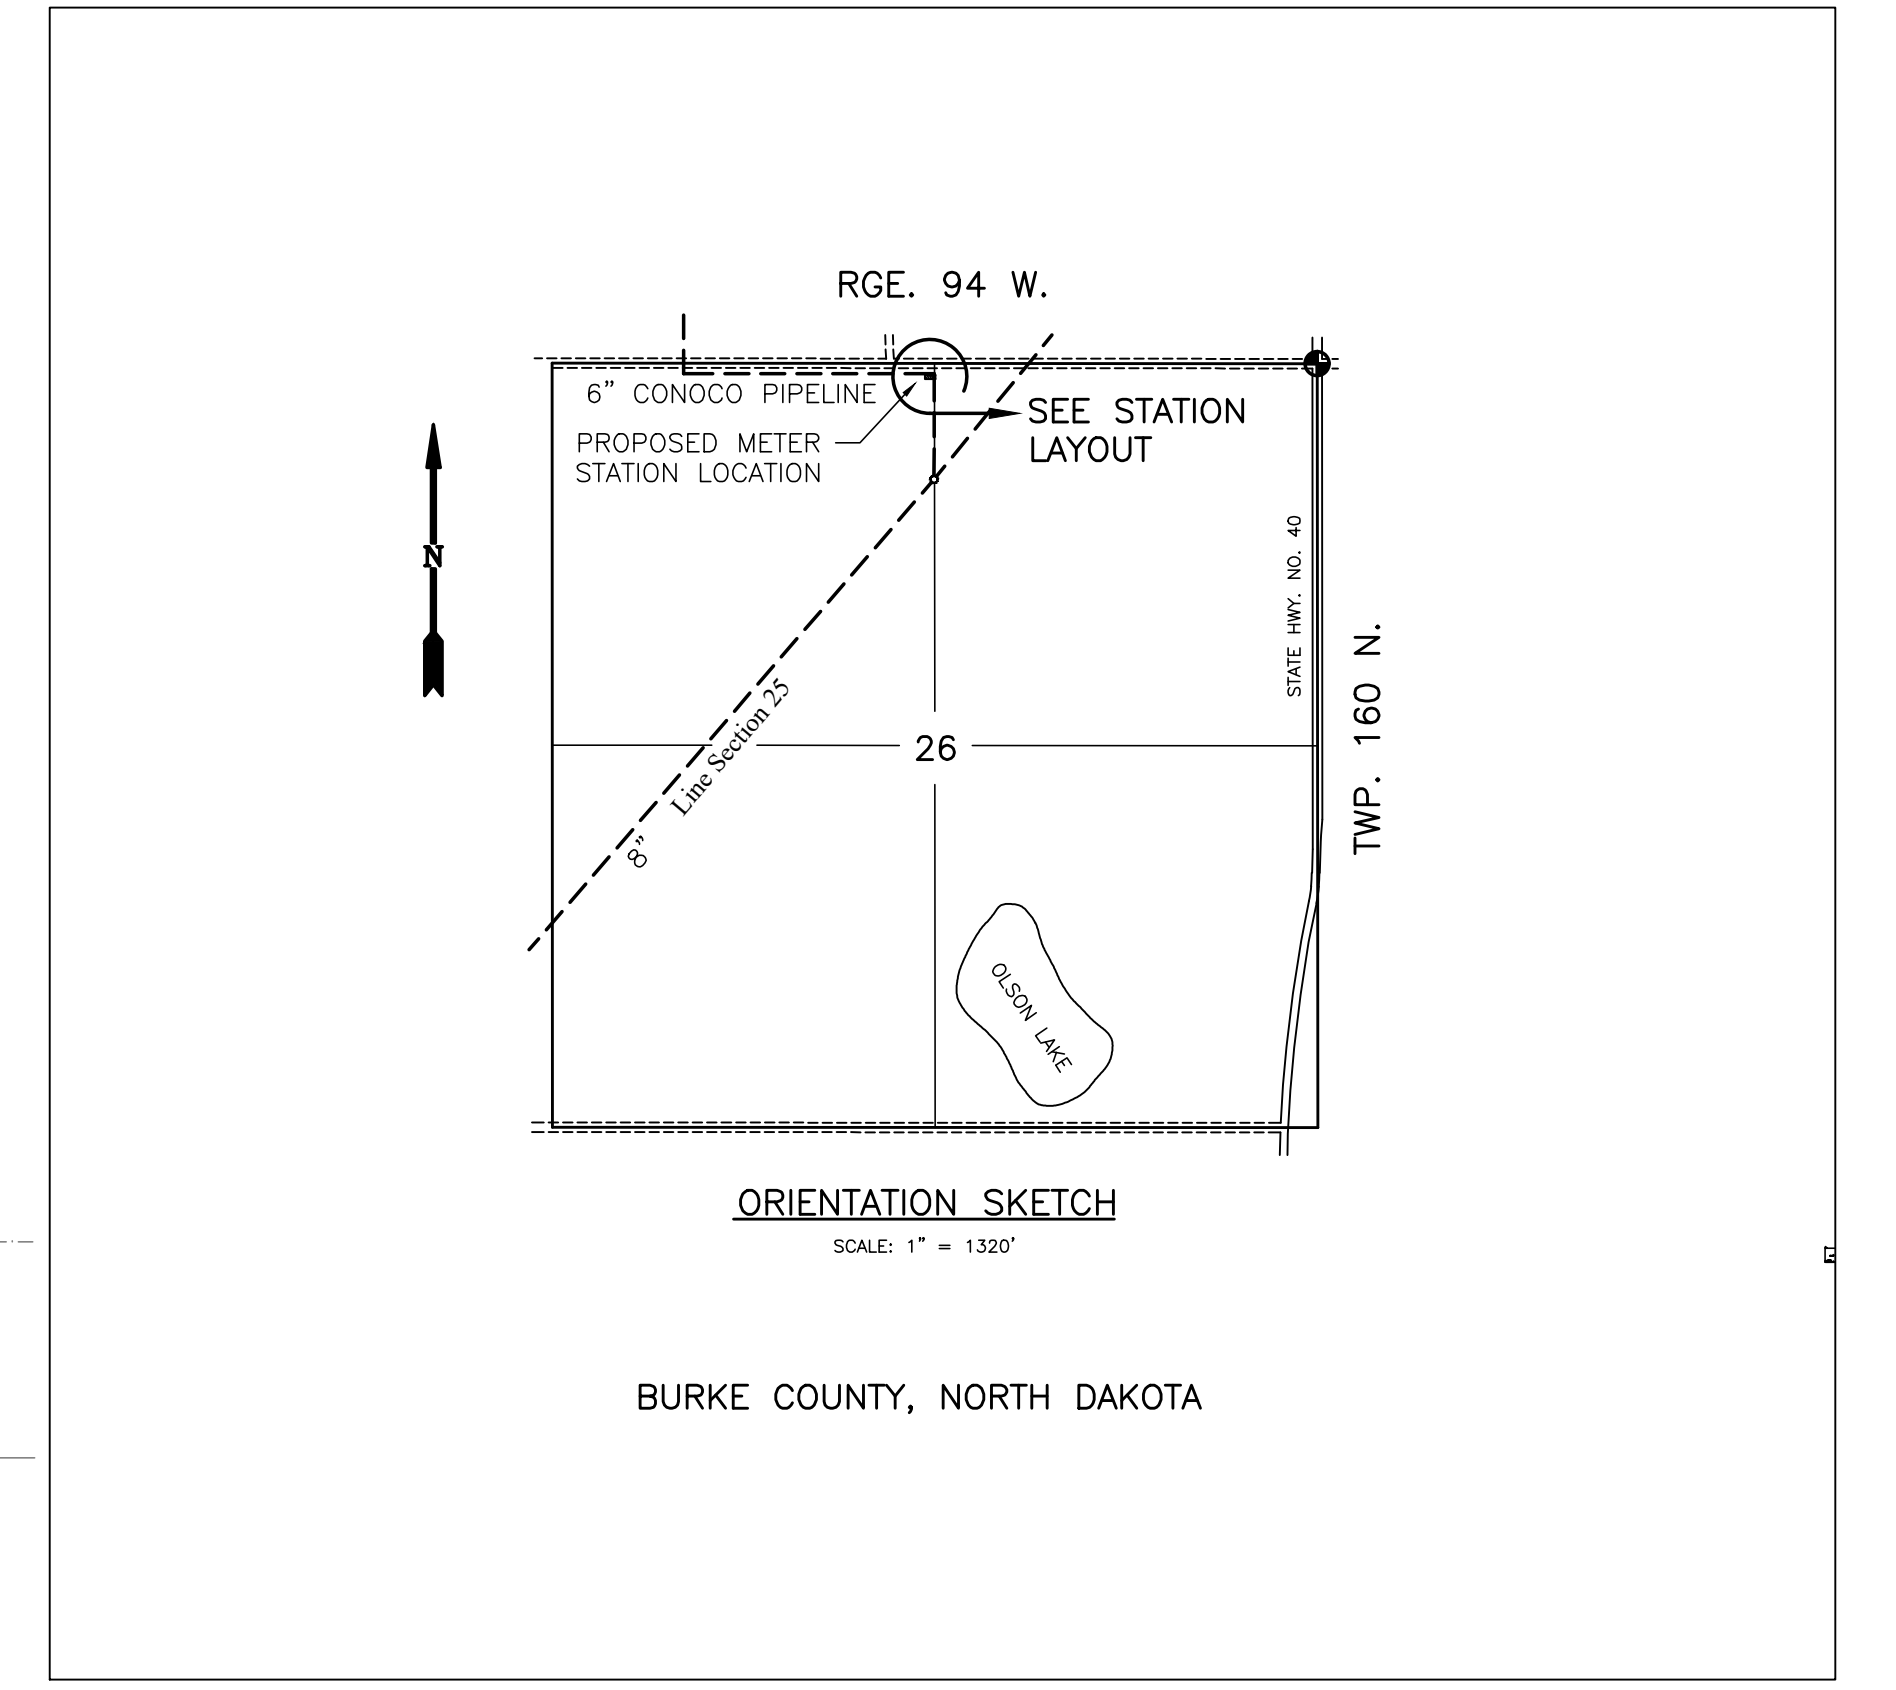 RGE. 94 W.
6” CONOCO PIPELINE
PROPOSED METER
STATION LOCATION
SEE STATION
LAYOUT
N
STATE HWY. NO. 40
TWP. 160 N.
26
Line Section 25
8”
OLSON LAKE
ORIENTATION SKETCH
SCALE: 1” = 1320’
BURKE COUNTY, NORTH DAKOTA